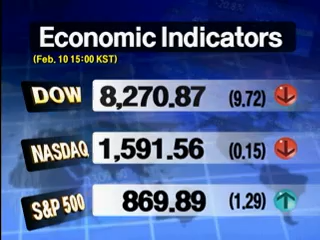 Economic Indicators
(Feb. 10 15:00 KST)
DOW 8,270.87 (9.72)
NASDAQ 1,591.56 (0.15)
S&P 500 869.89 (1.29)